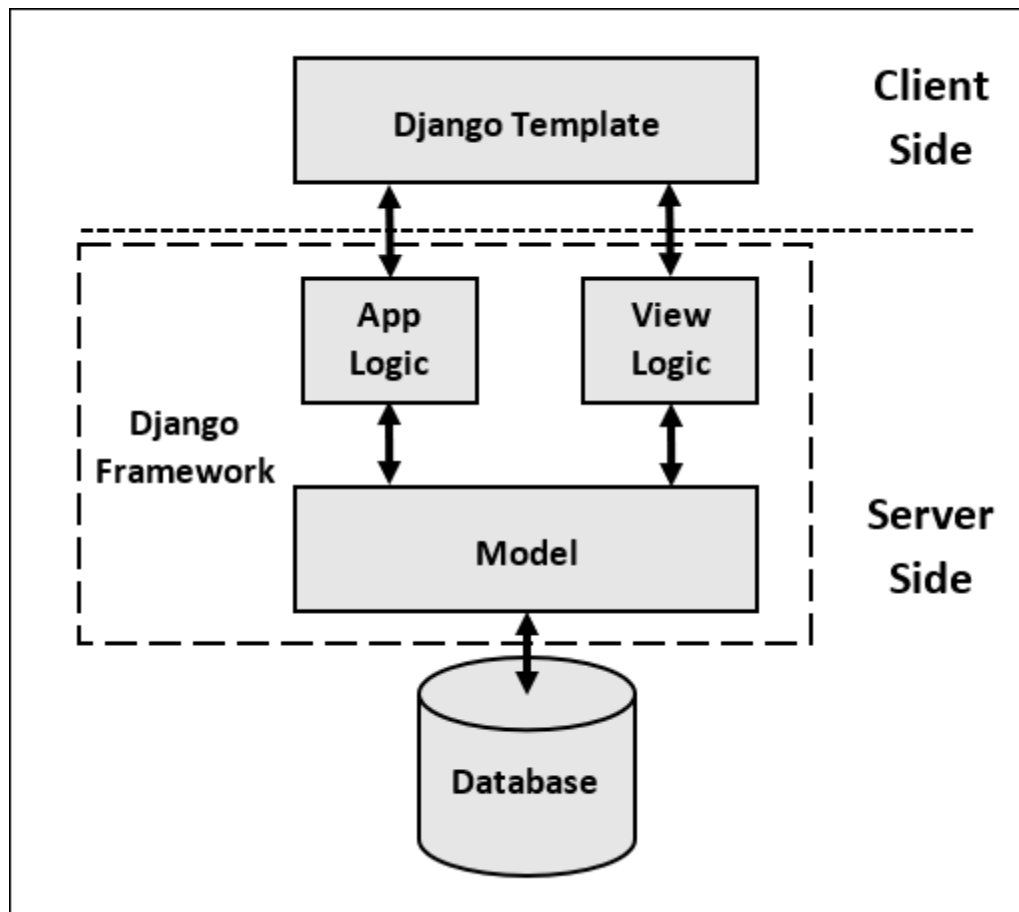 Client
Side
Django Template
App
Logic
View
Logic
Django
Framework
Model
Server
Side
Database